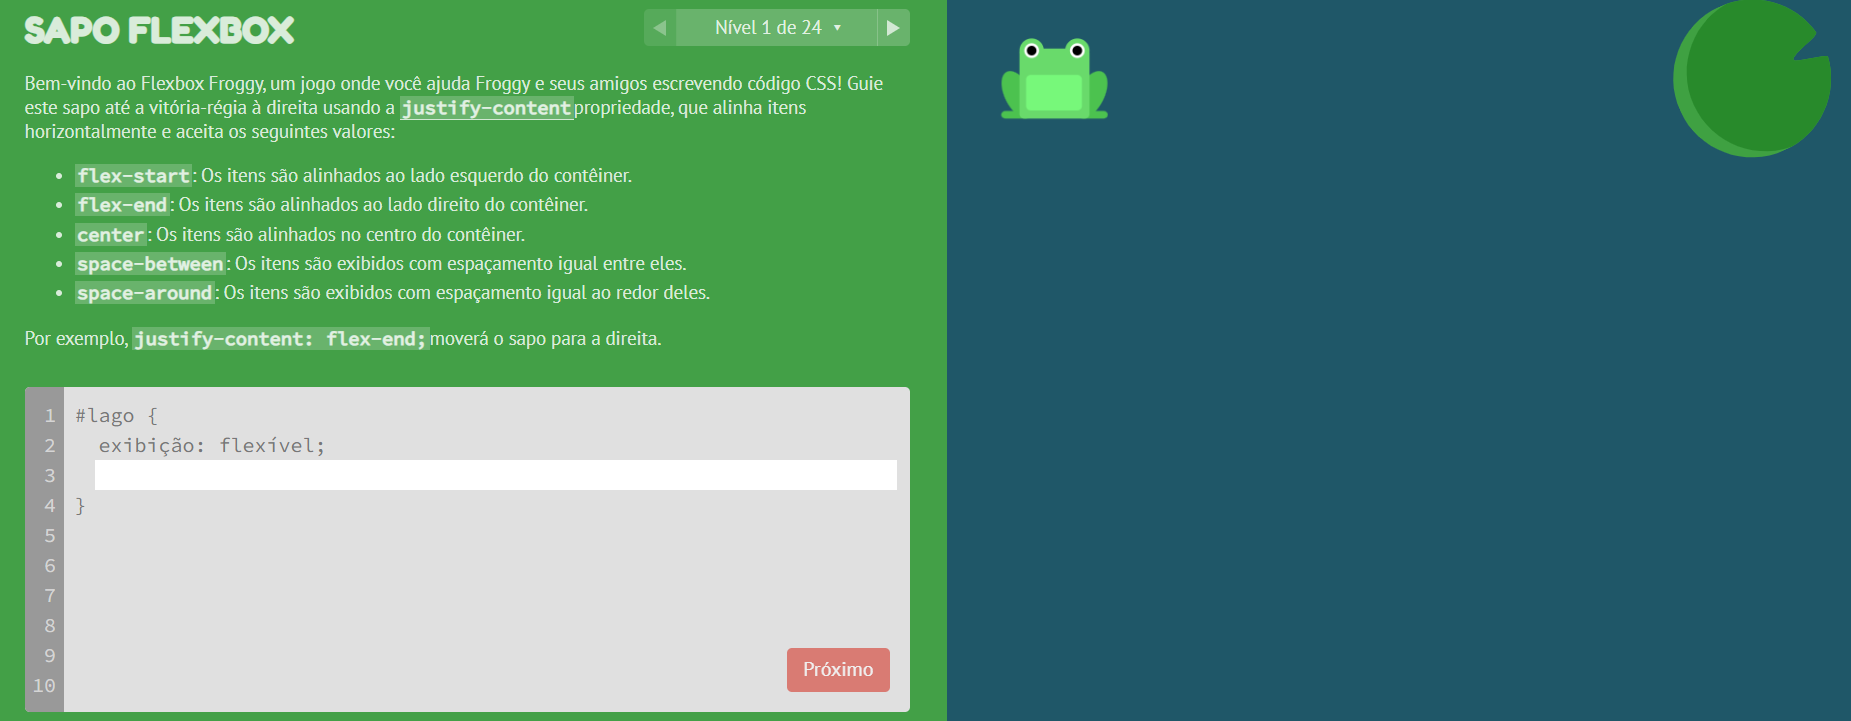 SAPO FLEXBOX
Nível 1 de 24
Bem-vindo ao Flexbox Froggy, um jogo onde você ajuda Froggy e seus amigos escrevendo código CSS! Guie
este sapo até a vitória-régia à direita usando a justify-content propriedade, que alinha itens
horizontalmente e aceita os seguintes valores:
• flex-start: Os itens são alinhados ao lado esquerdo do contêiner.
• flex-end: Os itens são alinhados ao lado direito do contêiner.
• center: Os itens são alinhados no centro do contêiner.
• space-between: Os itens são exibidos com espaçamento igual entre eles.
• space-around: Os itens são exibidos com espaçamento igual ao redor deles.
Por exemplo, justify-content: flex-end; moverá o sapo para a direita.
1 #lago {
2 exibição: flexível;
3
4 }
5
6
7
8
9
10
Próximo